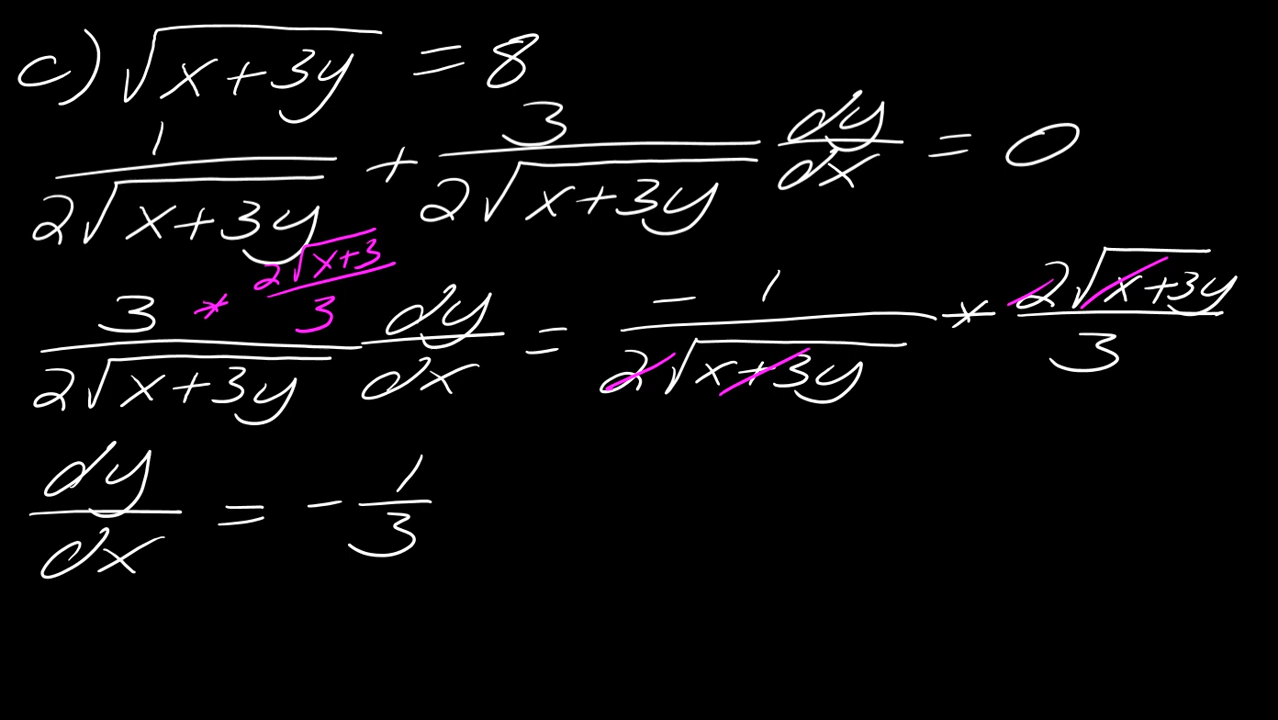 c) √(x+3y) = 8
1/(2√(x+3y)) + 3/(2√(x+3y)) dy/dx = 0
(3 * 2√(x+3)/3)/(2√(x+3y)) dy/dx = -1/(2√(x+3y)) * 2√(x+3y)/3
dy/dx = -1/3